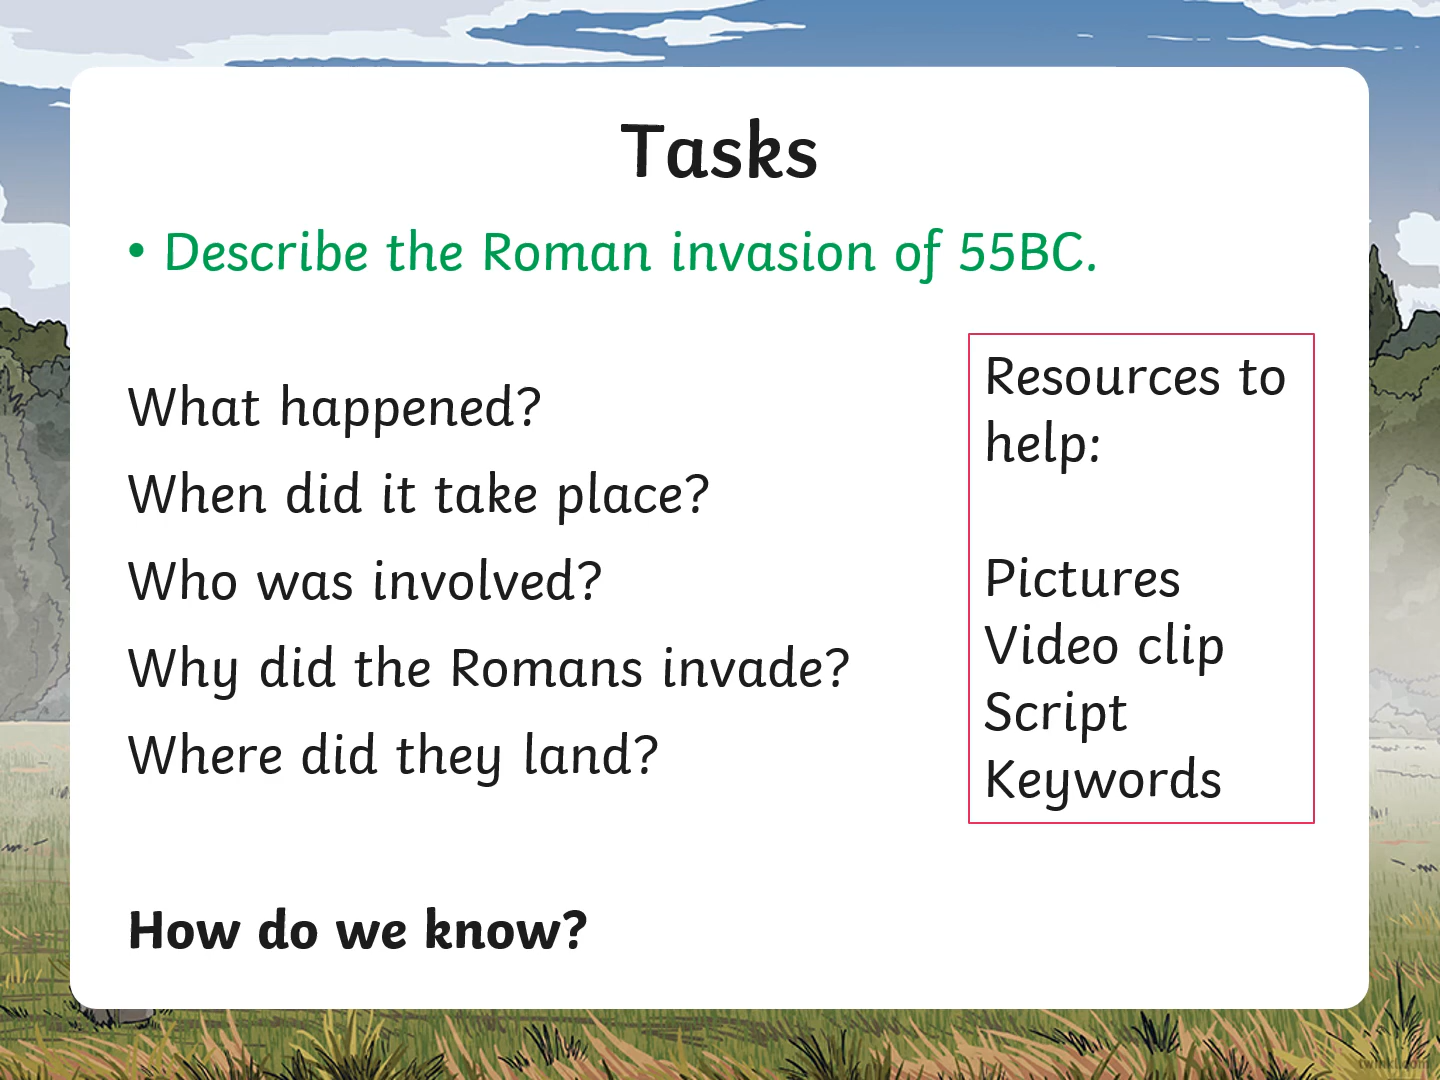 Tasks
• Describe the Roman invasion of 55BC.
What happened?
When did it take place?
Who was involved?
Why did the Romans invade?
Where did they land?
How do we know?
Resources to
help:
Pictures
Video clip
Script
Keywords
twinkl.com